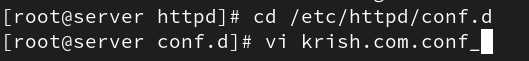 [root@server httpd]# cd /etc/httpd/conf.d
[root@server conf.d]# vi krish.com.conf_